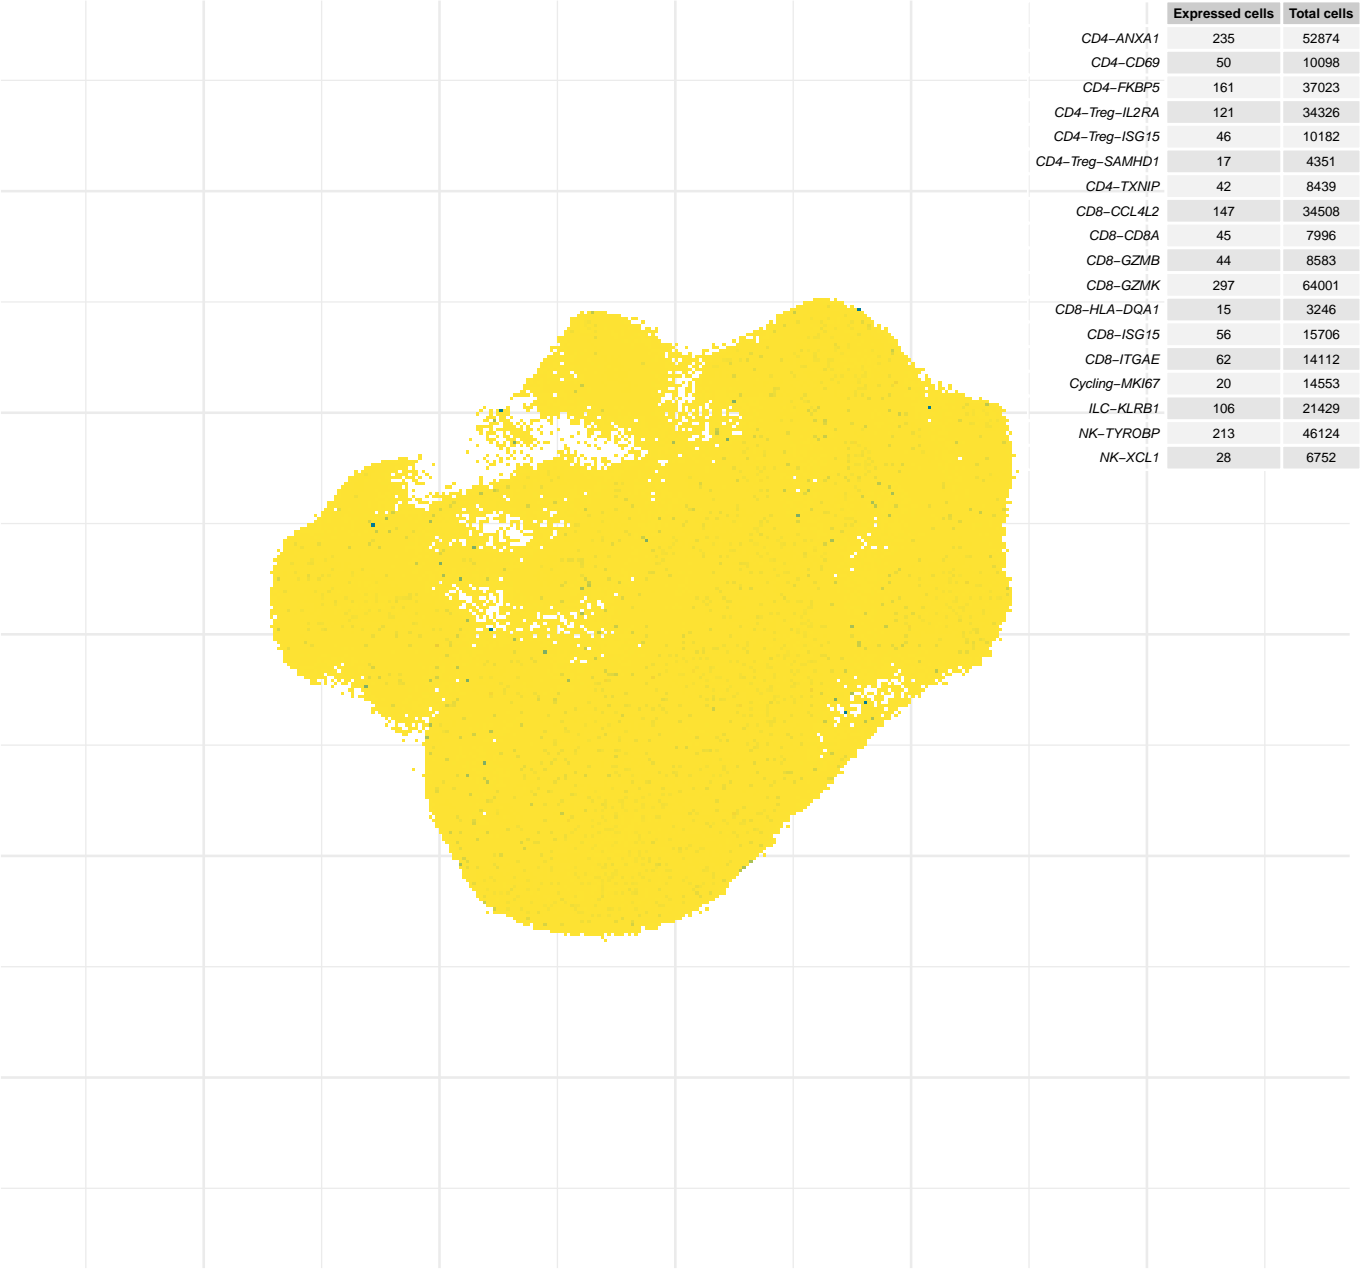 Expressed cells Total cells
CD4−ANXA1 235 52874
CD4−CD69 50 10098
CD4−FKBP5 161 37023
CD4−Treg−IL2RA 121 34326
CD4−Treg−ISG15 46 10182
CD4−Treg−SAMHD1 17 4351
CD4−TXNIP 42 8439
CD8−CCL4L2 147 34508
CD8−CD8A 45 7996
CD8−GZMB 44 8583
CD8−GZMK 297 64001
CD8−HLA−DQA1 15 3246
CD8−ISG15 56 15706
CD8−ITGAE 62 14112
Cycling−MKI67 20 14553
ILC−KLRB1 106 21429
NK−TYROBP 213 46124
NK−XCL1 28 6752